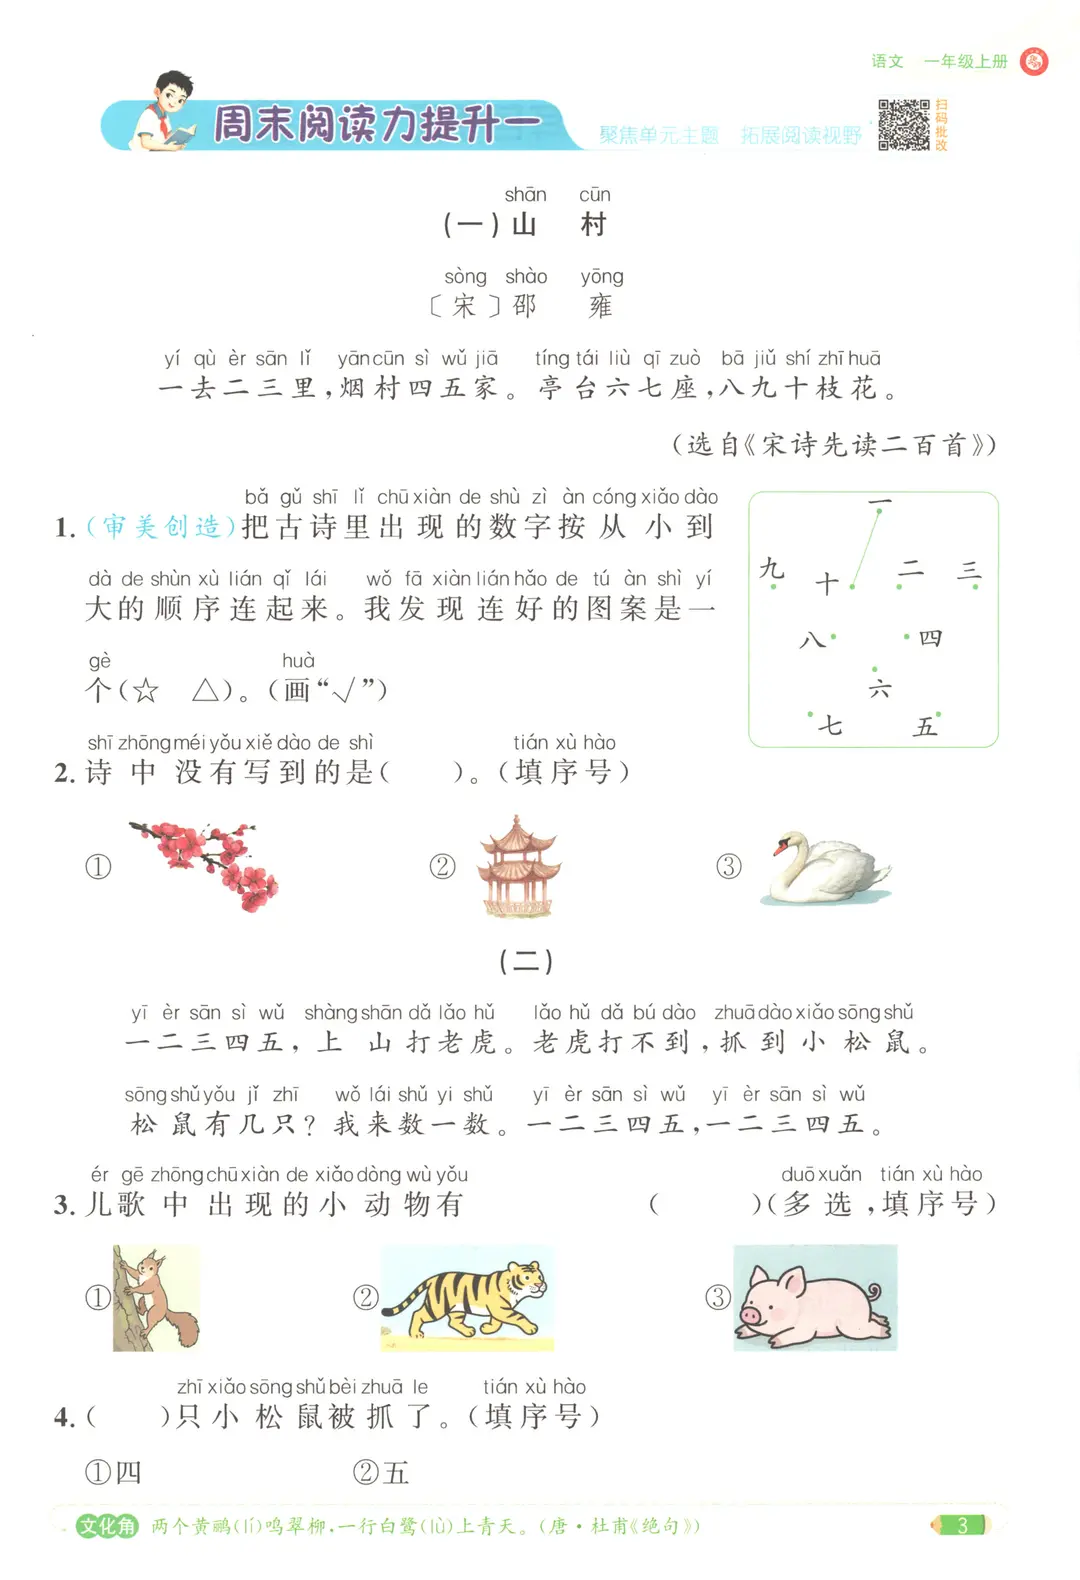 语文 一年级上册
周末阅读力提升一
聚焦单元主题 拓展阅读视野
扫码批改
shān cūn
(一)山 村
sòng shào yōng
〔宋〕邵 雍
yí qù èr sān lǐ yān cūn sì wǔ jiā tíng tái liù qī zuò bā jiǔ shí zhī huā
一去二三里,烟村四五家。亭台六七座,八九十枝花。
(选自《宋诗先读二百首》)
bǎ gǔ shī lǐ chū xiàn de shù zì àn cóng xiǎo dào
1.(审美创造)把古诗里出现的数字按从小到
dà de shùn xù lián qǐ lái wǒ fā xiàn lián hǎo de tú àn shì yí
大的顺序连起来。我发现连好的图案是一
gè huà
个(☆ △)。(画“√”)
一
九 十 二 三
八 四
六
七 五
shī zhōng méi yǒu xiě dào de shì tián xù hào
2.诗中没有写到的是( )。(填序号)
① ② ③
(二)
yī èr sān sì wǔ shàng shān dǎ lǎo hǔ lǎo hǔ dǎ bú dào zhuā dào xiǎo sōng shǔ
一二三四五,上山打老虎。老虎打不到,抓到小松鼠。
sōng shǔ yǒu jǐ zhī wǒ lái shǔ yi shǔ yī èr sān sì wǔ yī èr sān sì wǔ
松鼠有几只?我来数一数。一二三四五,一二三四五。
ér gē zhōng chū xiàn de xiǎo dòng wù yǒu duō xuǎn tián xù hào
3.儿歌中出现的小动物有 ( )(多选,填序号)
① ② ③
zhī xiǎo sōng shǔ bèi zhuā le tián xù hào
4.( )只小松鼠被抓了。(填序号)
①四 ②五
文化角 两个黄鹂(lí)鸣翠柳,一行白鹭(lù)上青天。(唐·杜甫《绝句》)
3